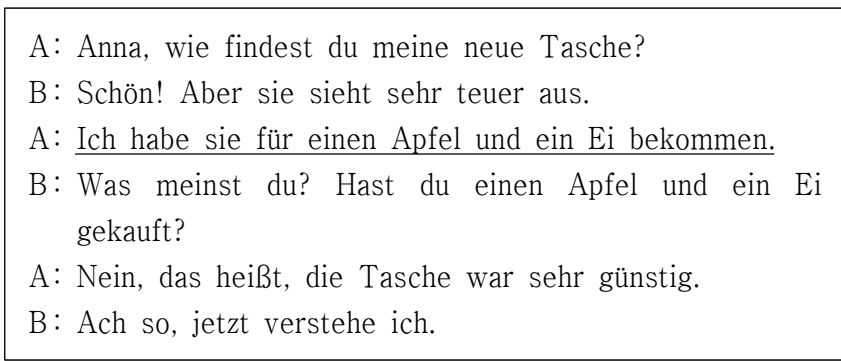 A: Anna, wie findest du meine neue Tasche?
B: Schön! Aber sie sieht sehr teuer aus.
A: Ich habe sie für einen Apfel und ein Ei bekommen.
B: Was meinst du? Hast du einen Apfel und ein Ei
gekauft?
A: Nein, das heißt, die Tasche war sehr günstig.
B: Ach so, jetzt verstehe ich.